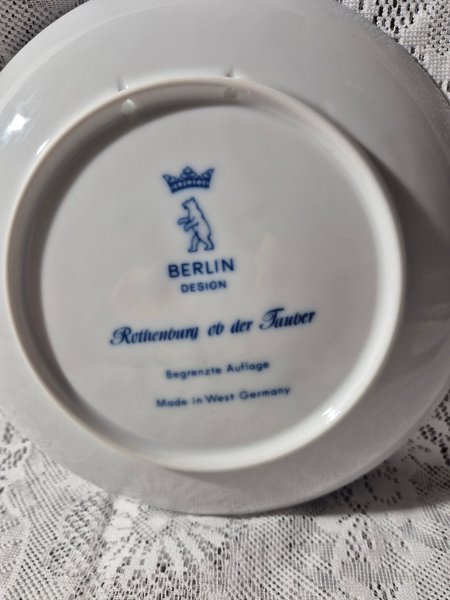 BERLIN
DESIGN
Rothenburg ob der Tauber
Begrenzte Auflage
Made in West Germany